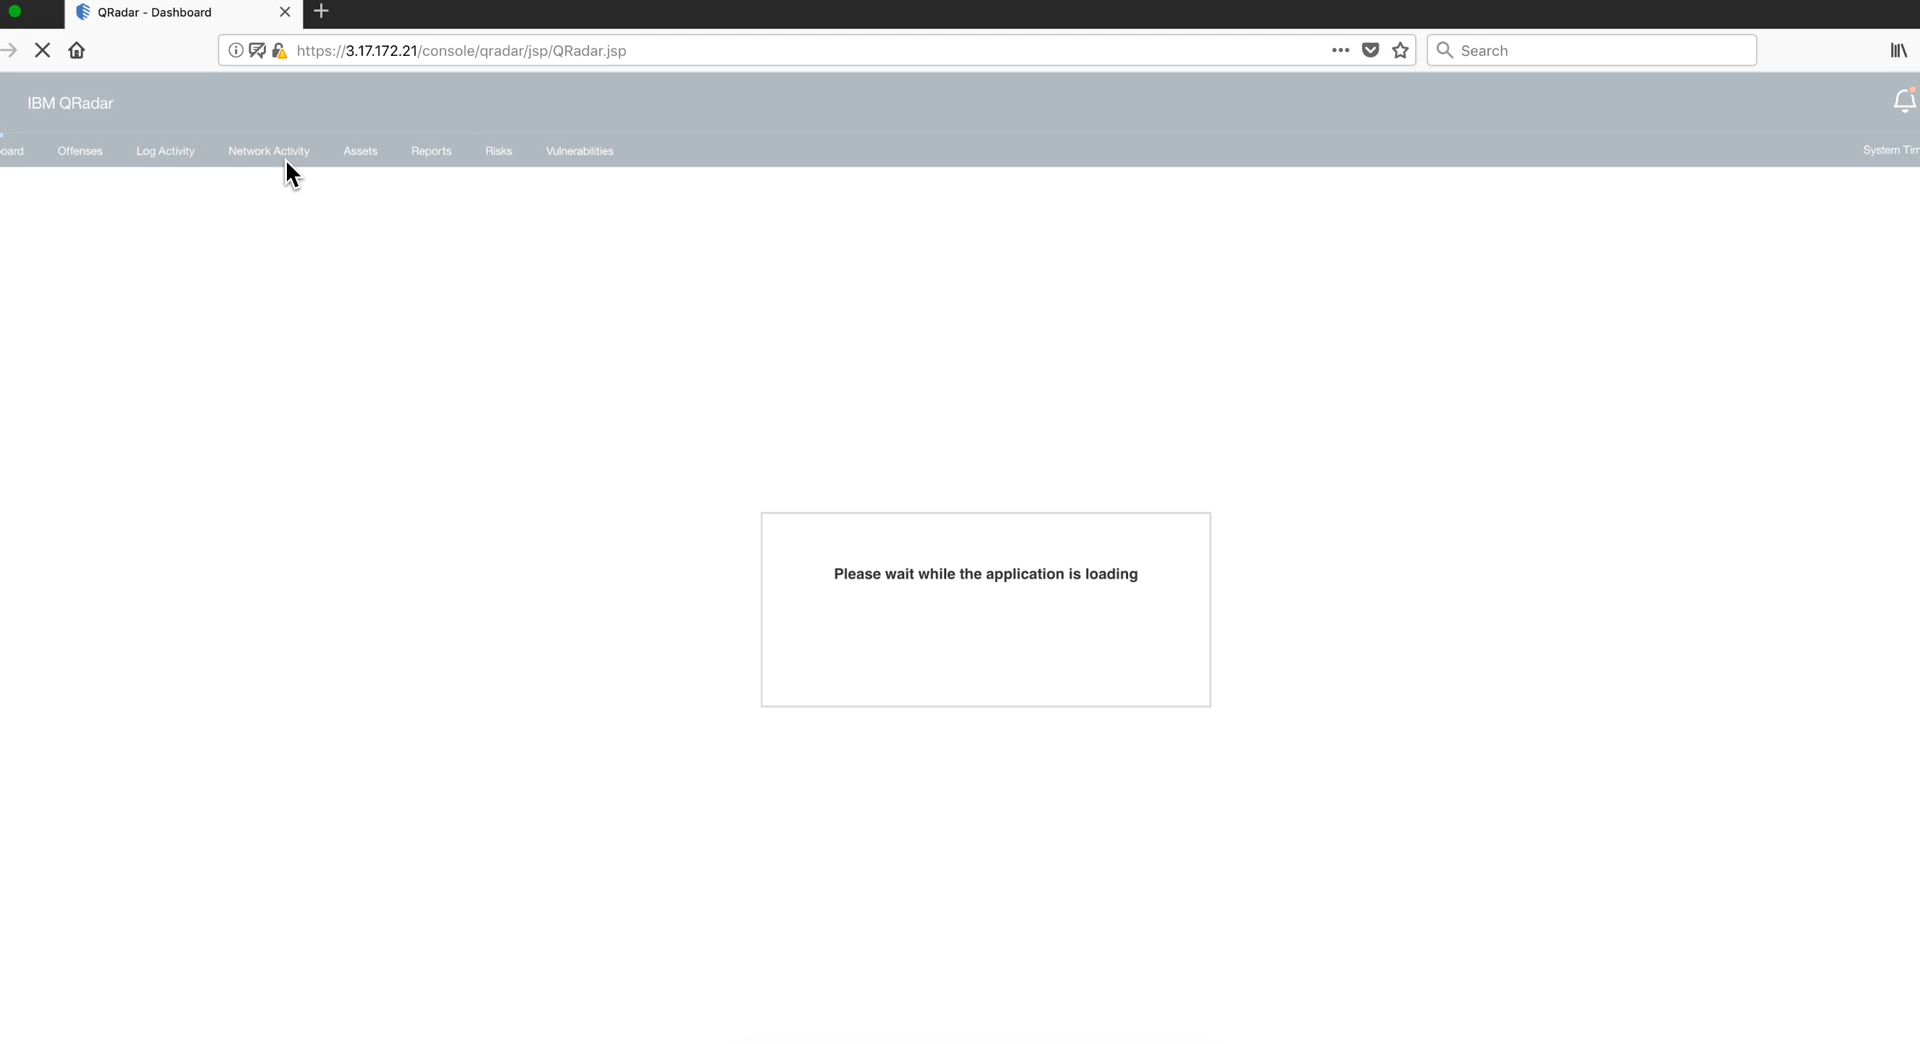 QRadar - Dashboard
https://3.17.172.21/console/qradar/jsp/QRadar.jsp
Search
IBM QRadar
oard Offenses Log Activity Network Activity Assets Reports Risks Vulnerabilities System Tim
Please wait while the application is loading